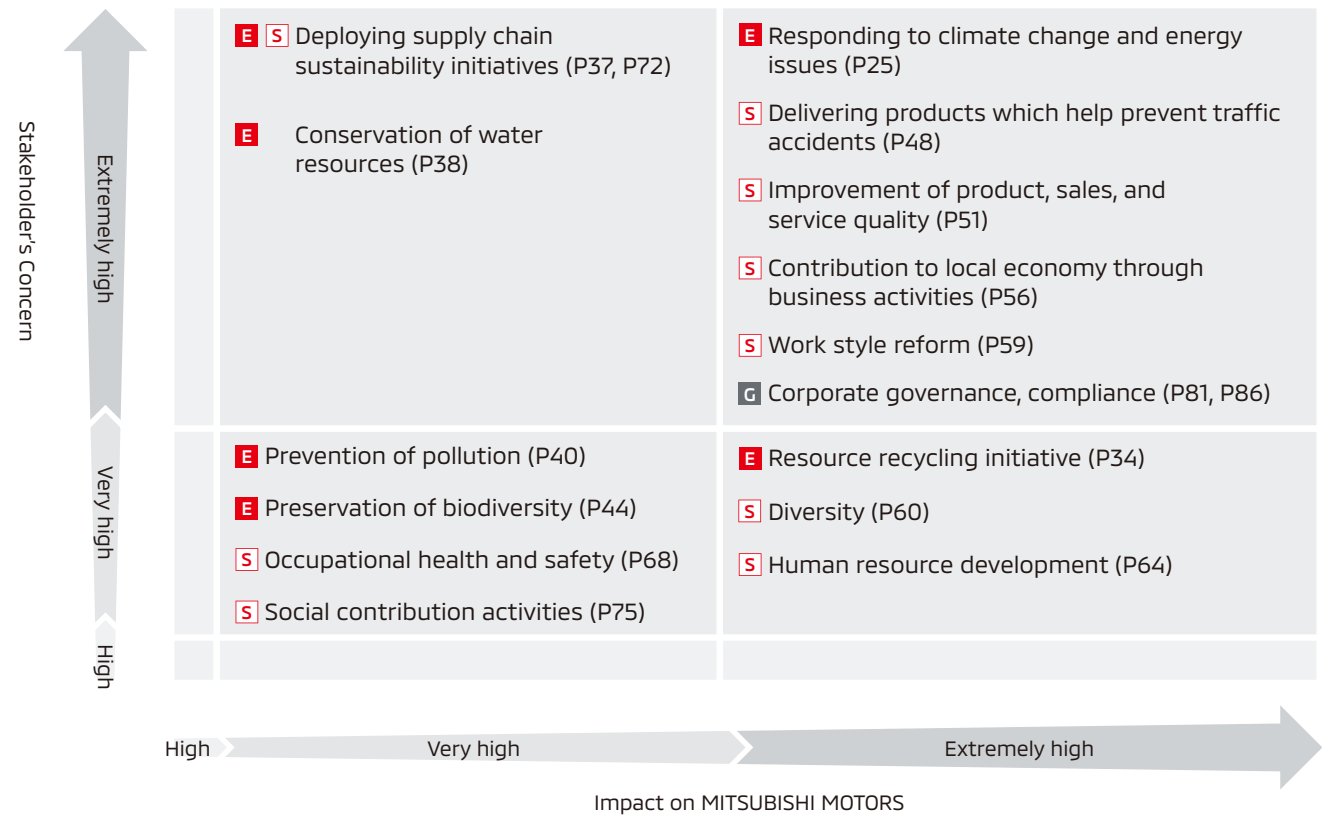 Stakeholder's Concern
Extremely high
Very high
High
E S Deploying supply chain
sustainability initiatives (P37, P72)
E Conservation of water
resources (P38)
E Responding to climate change and energy
issues (P25)
S Delivering products which help prevent traffic
accidents (P48)
S Improvement of product, sales, and
service quality (P51)
S Contribution to local economy through
business activities (P56)
S Work style reform (P59)
G Corporate governance, compliance (P81, P86)
E Prevention of pollution (P40)
E Preservation of biodiversity (P44)
S Occupational health and safety (P68)
S Social contribution activities (P75)
E Resource recycling initiative (P34)
S Diversity (P60)
S Human resource development (P64)
High
Very high
Extremely high
Impact on MITSUBISHI MOTORS